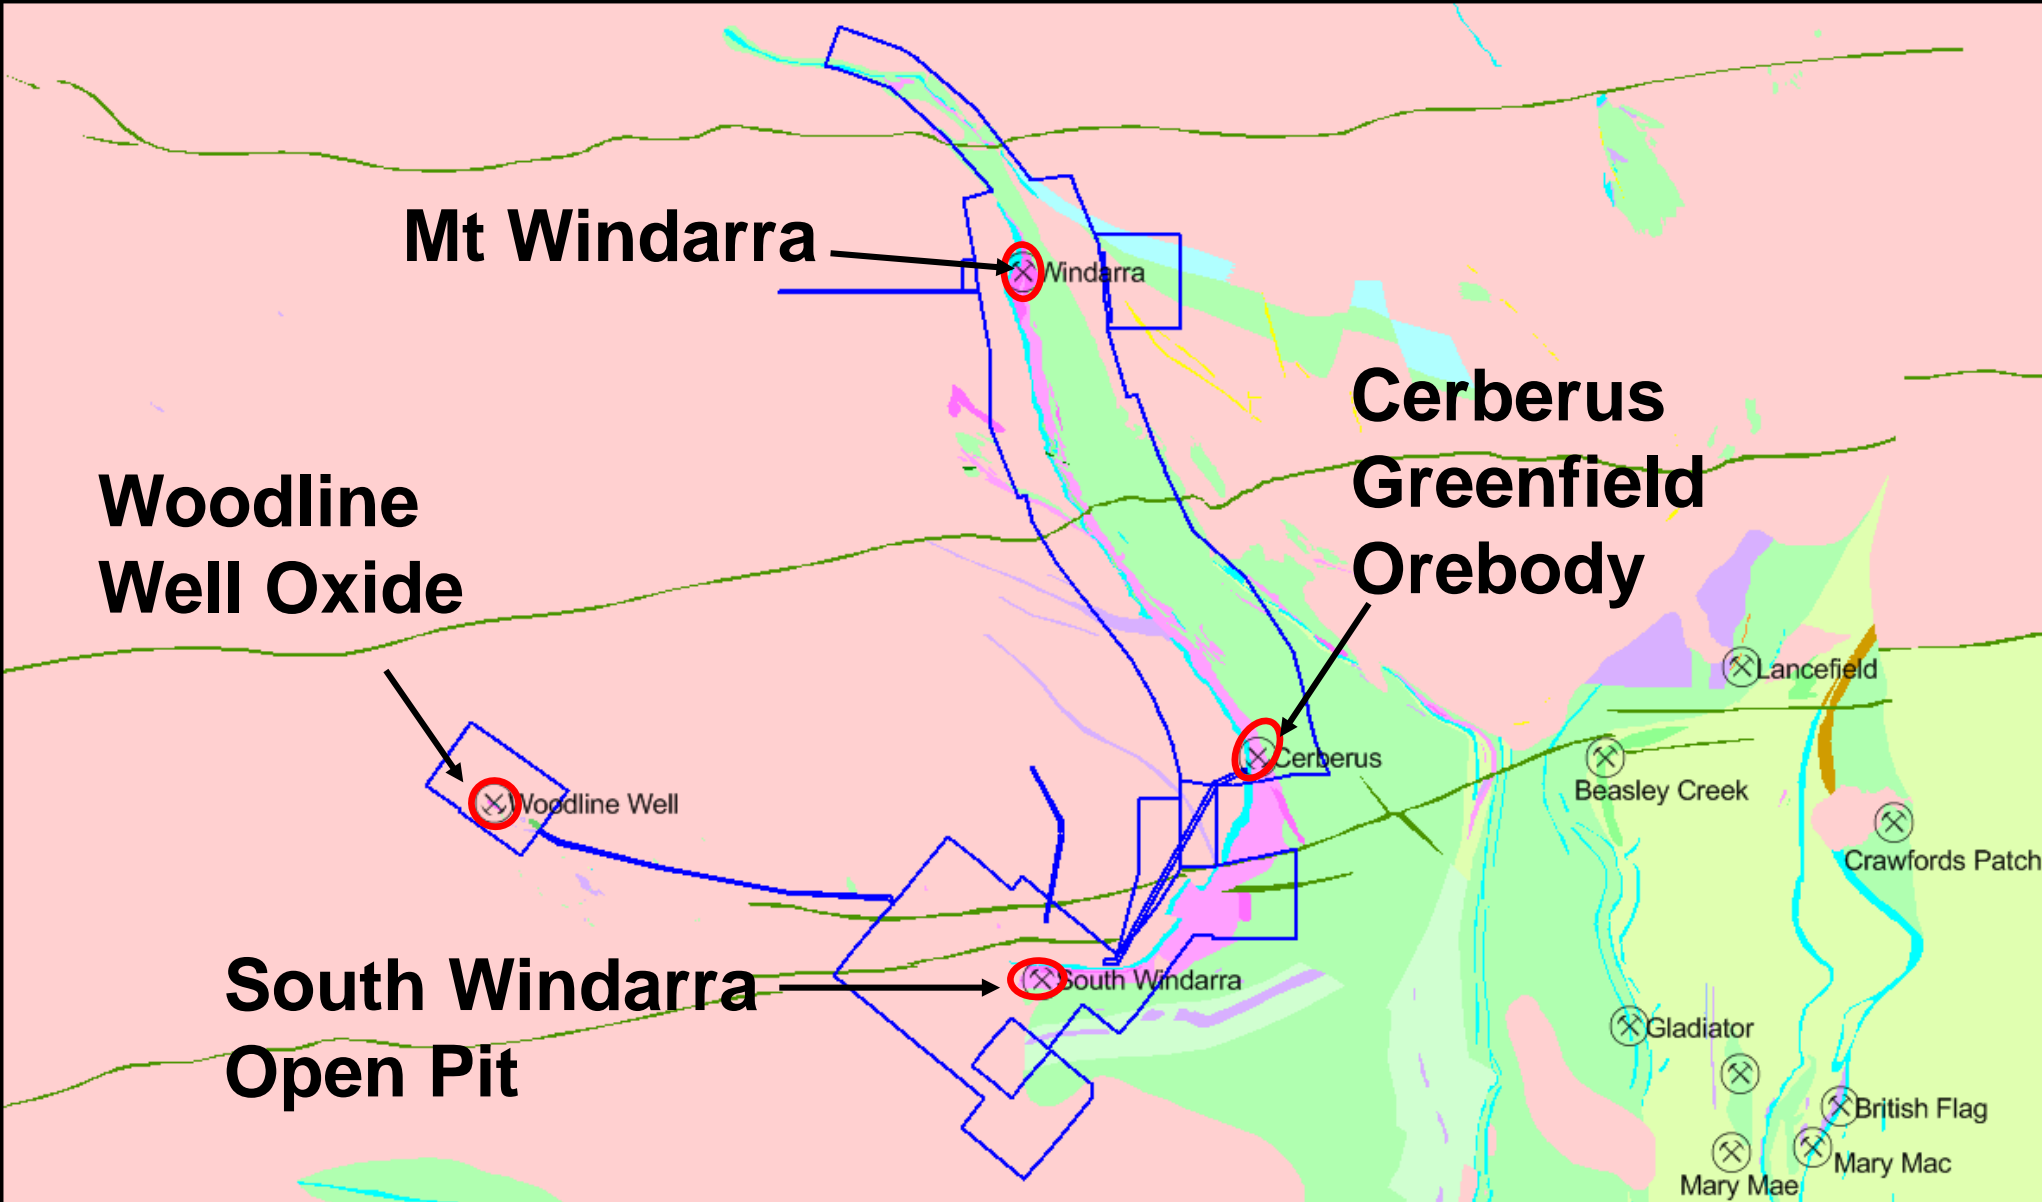 Mt Windarra
Windarra
Cerberus
Greenfield
Orebody
Woodline
Well Oxide
Lancefield
Cerberus
Beasley Creek
Woodline Well
Crawfords Patch
South Windarra
Open Pit
South Windarra
Gladiator
British Flag
Mary Mac
Mary Mae